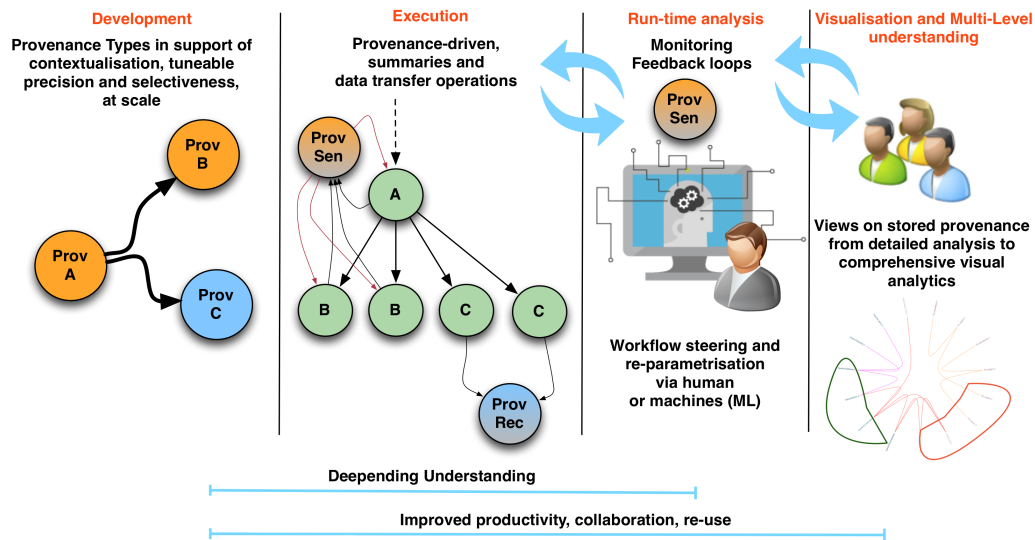 Development
Provenance Types in support of
contextualisation, tuneable
precision and selectiveness,
at scale
Prov
B
Prov
A
Prov
C
Execution
Provenance-driven,
summaries and
data transfer operations
Prov
Sen
A
B
B
C
C
Prov
Rec
Run-time analysis
Monitoring
Feedback loops
Prov
Sen
Workflow steering and
re-parametrisation
via human
or machines (ML)
Visualisation and Multi-Level
understanding
Views on stored provenance
from detailed analysis to
comprehensive visual
analytics
Deepending Understanding
Improved productivity, collaboration, re-use